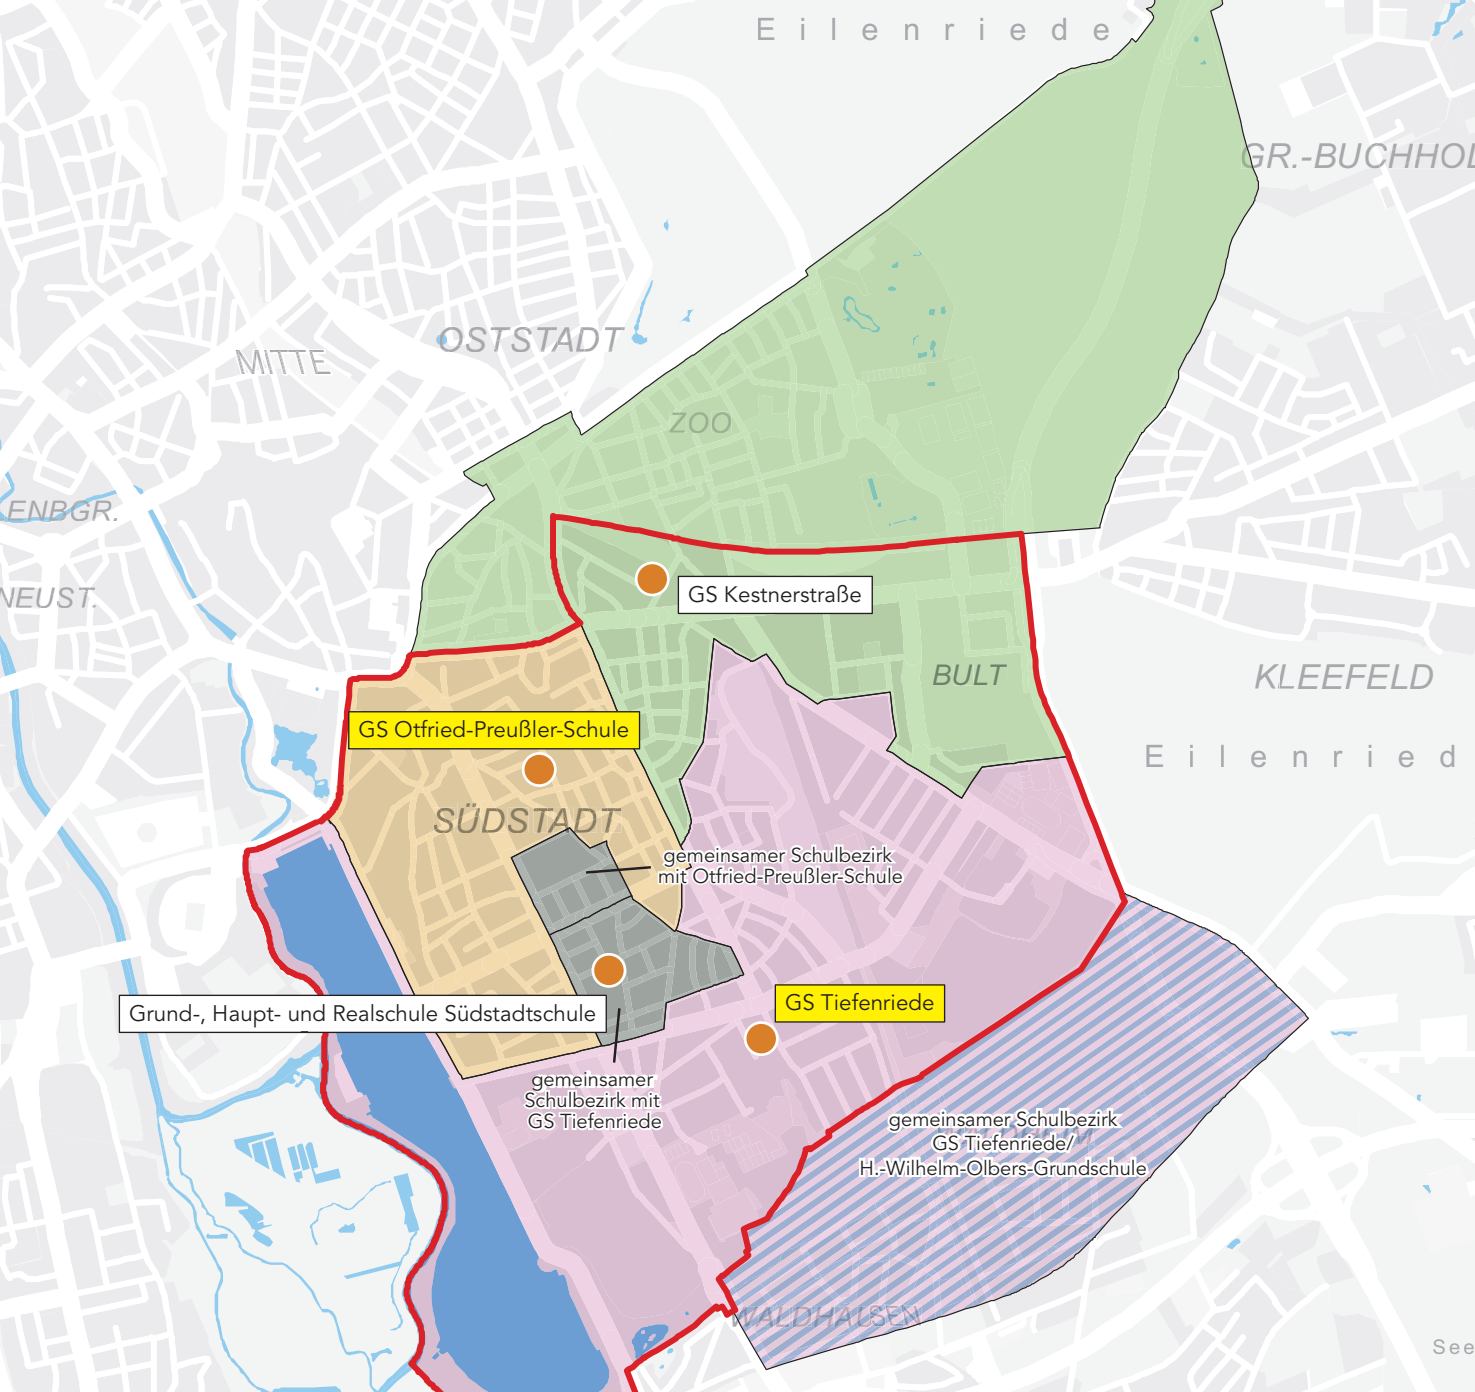 Eilenriede
GR.-BUCHHOL
OSTSTADT
MITTE
ZOO
ENBGR.
NEUST.
GS Kestnerstraße
BULT
KLEEFELD
GS Otfried-Preußler-Schule
Eilenried
SÜDSTADT
gemeinsamer Schulbezirk
mit Otfried-Preußler-Schule
GS Tiefenriede
Grund-, Haupt- und Realschule Südstadtschule
gemeinsamer
Schulbezirk mit
GS Tiefenriede
gemeinsamer Schulbezirk
GS Tiefenriede/
H.-Wilhelm-Olbers-Grundschule
WALDHAUSEN
See